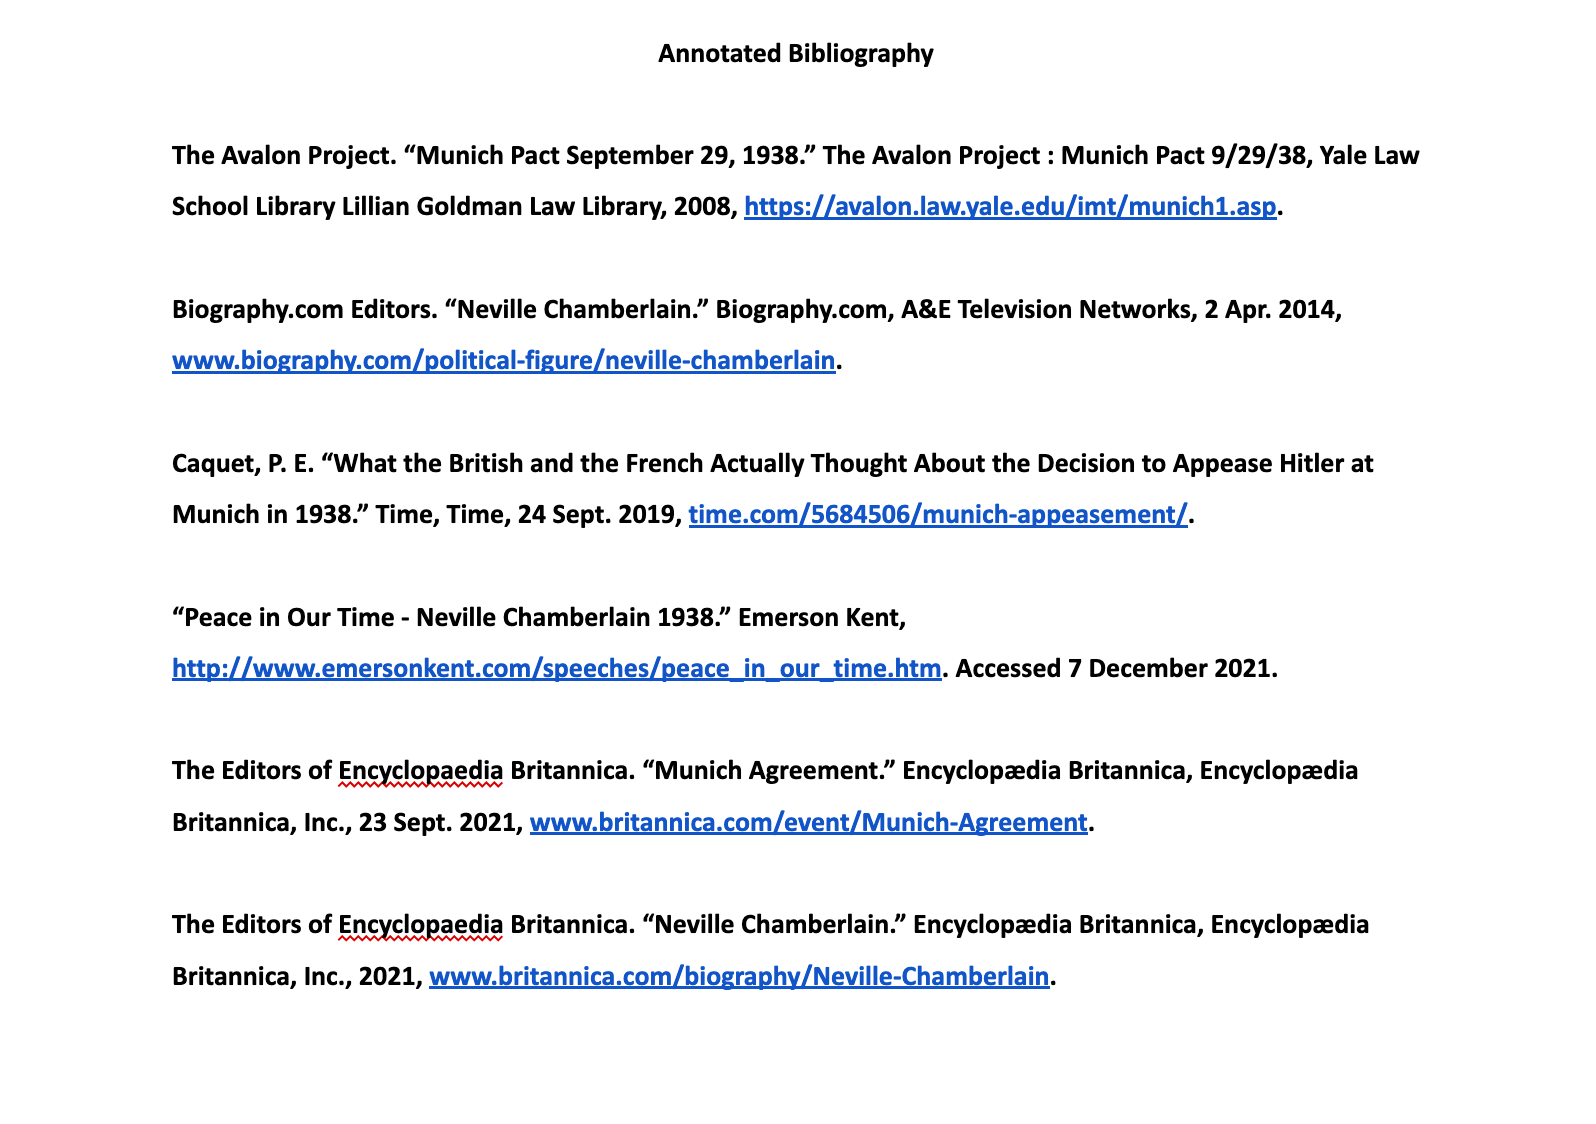 Annotated Bibliography
The Avalon Project. “Munich Pact September 29, 1938.” The Avalon Project : Munich Pact 9/29/38, Yale Law
School Library Lillian Goldman Law Library, 2008, https://avalon.law.yale.edu/imt/munich1.asp.
Biography.com Editors. “Neville Chamberlain.” Biography.com, A&E Television Networks, 2 Apr. 2014,
www.biography.com/political-figure/neville-chamberlain.
Caquet, P. E. “What the British and the French Actually Thought About the Decision to Appease Hitler at
Munich in 1938.” Time, Time, 24 Sept. 2019, time.com/5684506/munich-appeasement/.
“Peace in Our Time - Neville Chamberlain 1938.” Emerson Kent,
http://www.emersonkent.com/speeches/peace_in_our_time.htm. Accessed 7 December 2021.
The Editors of Encyclopaedia Britannica. “Munich Agreement.” Encyclopædia Britannica, Encyclopædia
Britannica, Inc., 23 Sept. 2021, www.britannica.com/event/Munich-Agreement.
The Editors of Encyclopaedia Britannica. “Neville Chamberlain.” Encyclopædia Britannica, Encyclopædia
Britannica, Inc., 2021, www.britannica.com/biography/Neville-Chamberlain.